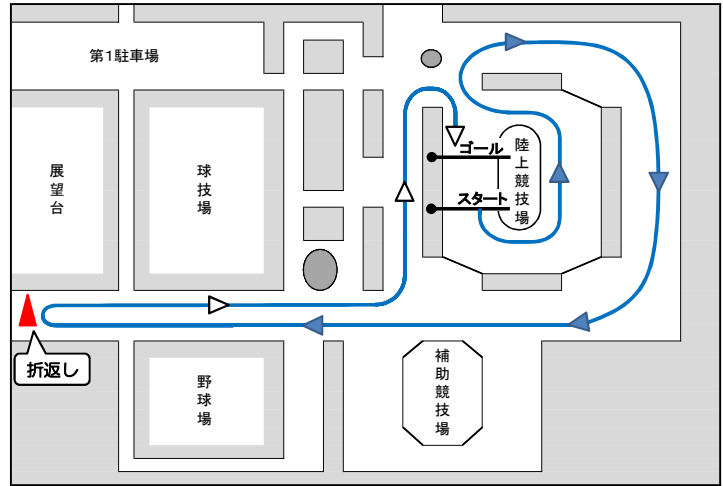 第1駐車場
展望台
球技場
ゴール
スタート
陸上競技場
折返し
野球場
補助競技場